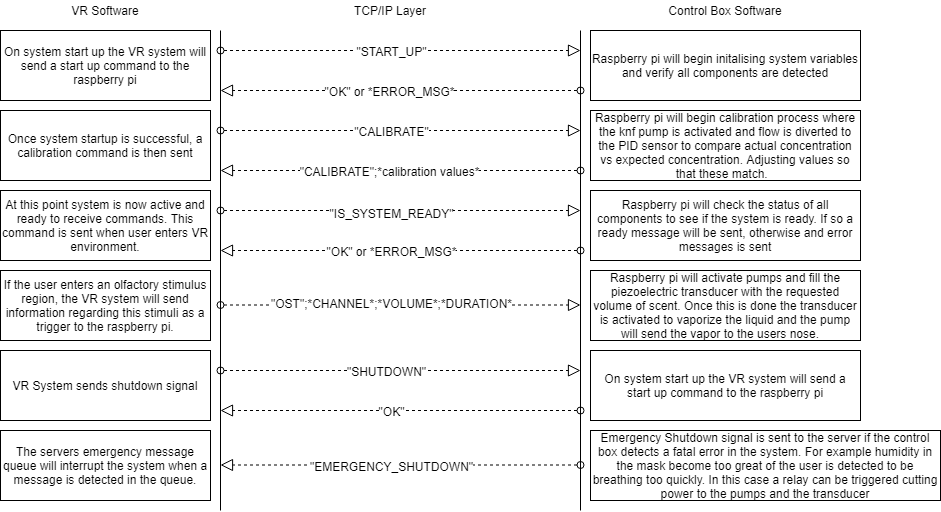 VR Software
TCP/IP Layer
Control Box Software
On system start up the VR system will
send a start up command to the
raspberry pi
"START_UP"
Raspberry pi will begin initalising system variables
and verify all components are detected
"OK" or *ERROR_MSG*
Once system startup is successful, a
calibration command is then sent
"CALIBRATE"
Raspberry pi will begin calibration process where
the knf pump is activated and flow is diverted to
the PID sensor to compare actual concentration
vs expected concentration. Adjusting values so
that these match.
"CALIBRATE";*calibration values*
At this point system is now active and
ready to receive commands. This
command is sent when user enters VR
environment.
"IS_SYSTEM_READY"
Raspberry pi will check the status of all
components to see if the system is ready. If so a
ready message will be sent, otherwise and error
messages is sent
"OK" or *ERROR_MSG*
If the user enters an olfactory stimulus
region, the VR system will send
information regarding this stimuli as a
trigger to the raspberry pi.
"OST";*CHANNEL*;*VOLUME*;*DURATION*
Raspberry pi will activate pumps and fill the
piezoelectric transducer with the requested
volume of scent. Once this is done the transducer
is activated to vaporize the liquid and the pump
will send the vapor to the users nose.
VR System sends shutdown signal
"SHUTDOWN"
On system start up the VR system will send a
start up command to the raspberry pi
"OK"
The servers emergency message
queue will interrupt the system when a
message is detected in the queue.
"EMERGENCY_SHUTDOWN"
Emergency Shutdown signal is sent to the server if the control
box detects a fatal error in the system. For example humidity in
the mask become too great of the user is detected to be
breathing too quickly. In this case a relay can be triggered cutting
power to the pumps and the transducer